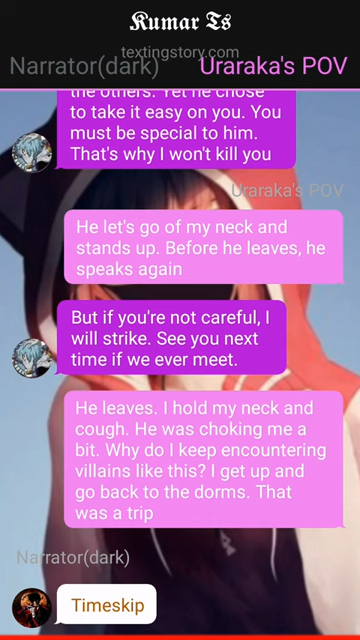 Kumar Ts
textingstory.com
Narrator(dark) Uraraka's POV
the others. Yet he chose
to take it easy on you. You
must be special to him.
That's why I won't kill you
Uraraka's POV
He let's go of my neck and
stands up. Before he leaves, he
speaks again
But if you're not careful, I
will strike. See you next
time if we ever meet.
He leaves. I hold my neck and
cough. He was choking me a
bit. Why do I keep encountering
villains like this? I get up and
go back to the dorms. That
was a trip
Narrator(dark)
Timeskip